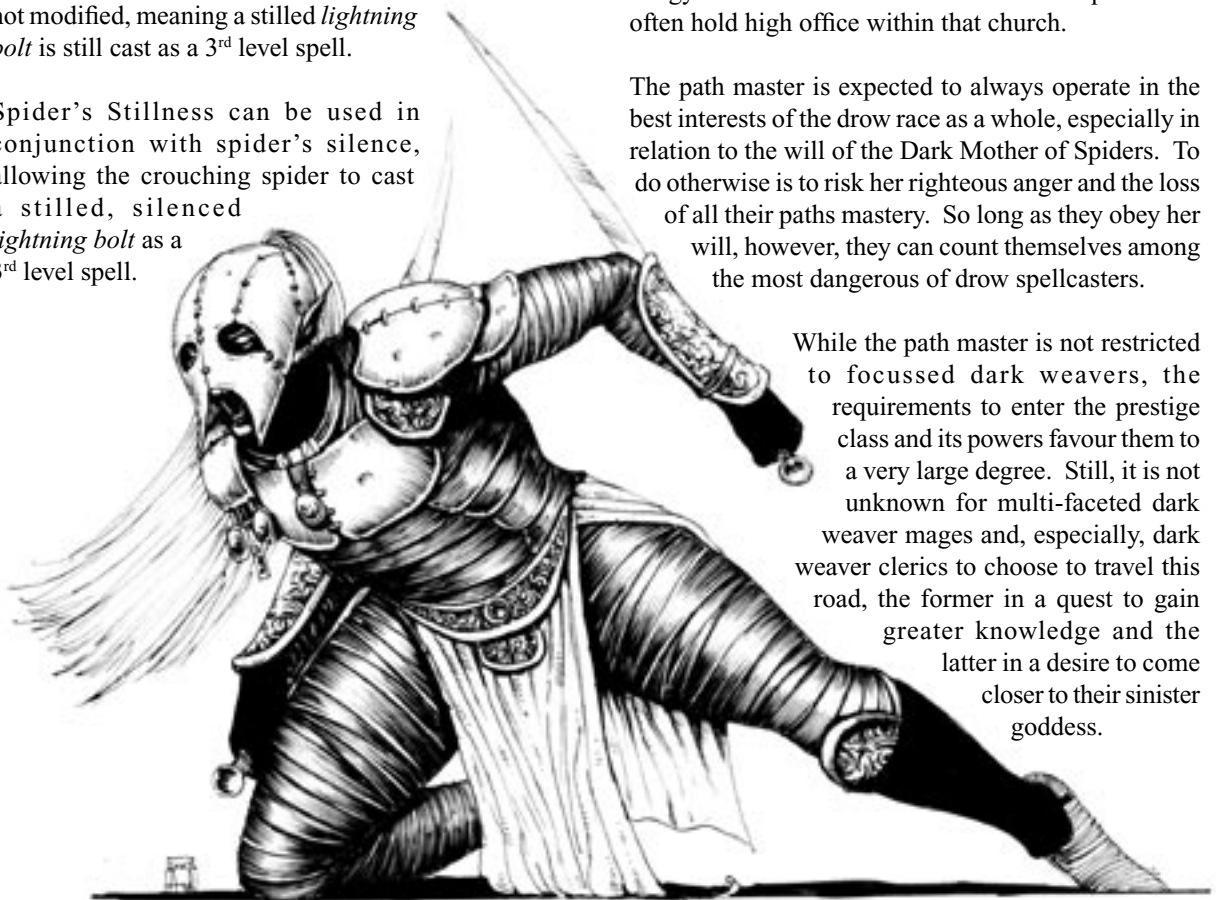 not modified, meaning a stilled lightning
bolt is still cast as a 3rd level spell.
Spider's Stillness can be used in
conjunction with spider's silence,
allowing the crouching spider to cast
a stilled, silenced
lightning bolt as a
3rd level spell.
often hold high office within that church.
The path master is expected to always operate in the
best interests of the drow race as a whole, especially in
relation to the will of the Dark Mother of Spiders. To
do otherwise is to risk her righteous anger and the loss
of all their paths mastery. So long as they obey her
will, however, they can count themselves among
the most dangerous of drow spellcasters.
While the path master is not restricted
to focussed dark weavers, the
requirements to enter the prestige
class and its powers favour them to
a very large degree. Still, it is not
unknown for multi-faceted dark
weaver mages and, especially, dark
weaver clerics to choose to travel this
road, the former in a quest to gain
greater knowledge and the
latter in a desire to come
closer to their sinister
goddess.